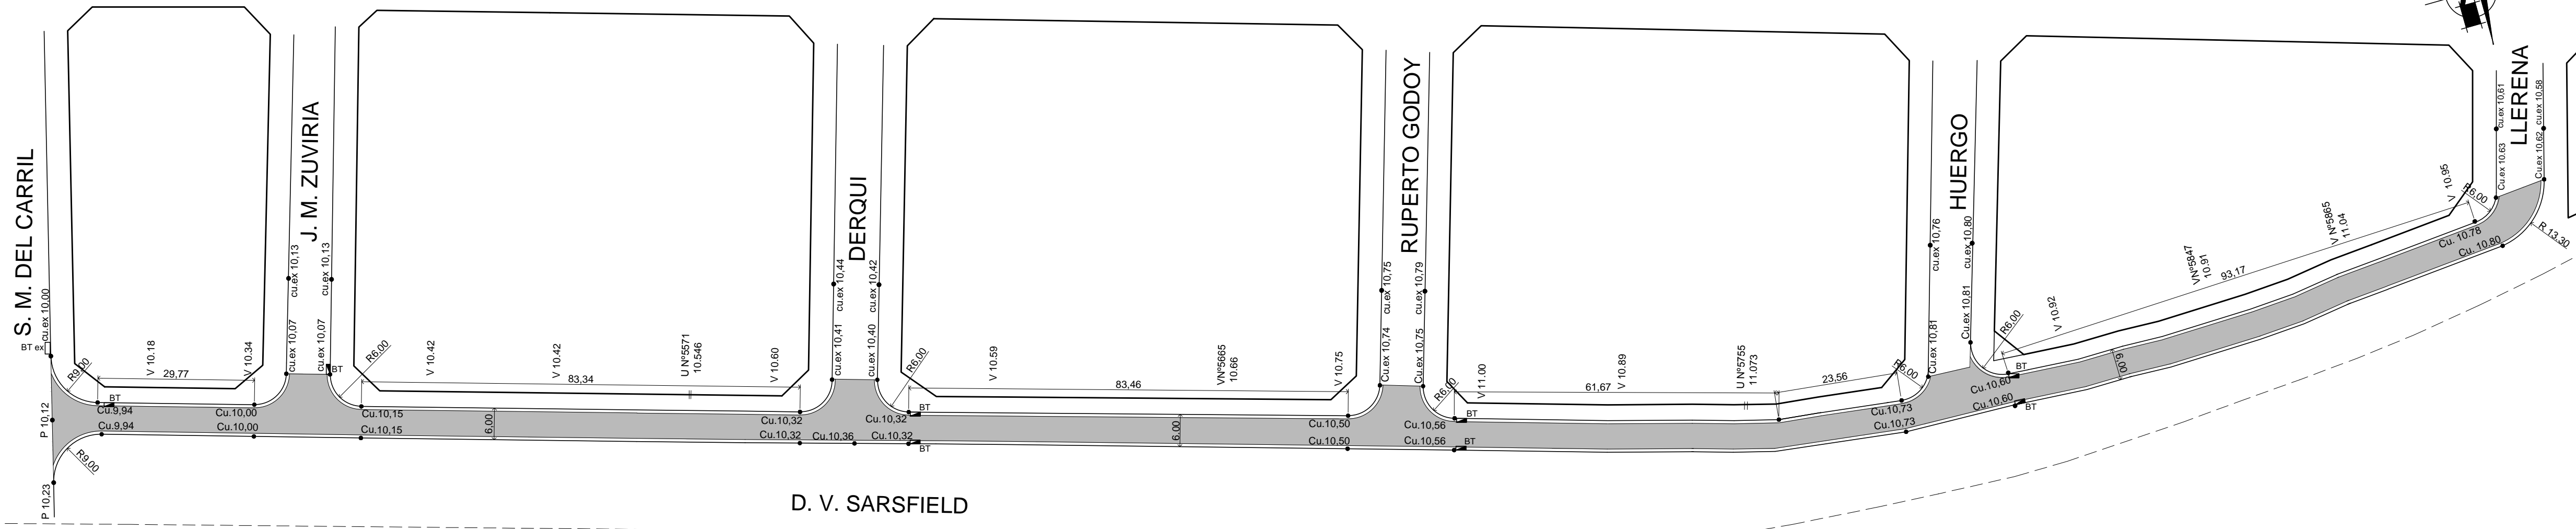 S. M. DEL CARRIL
cu.ex 10,00
BT ex
P 10,12
P 10,23
R9,00
R9,00
29,77
V 10.18
V 10.34
BT
Cu.9,94
Cu.10,00
Cu.9,94
Cu.10,00
J. M. ZUVIRIA
cu.ex 10,13
cu.ex 10,13
cu.ex 10,07
cu.ex 10,07
BT
R6,00
V 10.42
V 10.42
U Nº5571
10.546
V 10.60
83,34
Cu.10,15
Cu.10,15
6,00
Cu.10,32
Cu.10,32
Cu.10,36
DERQUI
cu.ex 10,44
cu.ex 10,42
cu.ex 10,41
cu.ex 10,40
R6,00
Cu.10,32
Cu.10,32
BT
BT
V 10.59
VNº5665
10.66
V 10.75
83,46
6,00
Cu.10,50
Cu.10,50
D. V. SARSFIELD
RUPERTO GODOY
cu.ex 10,75
cu.ex 10,79
Cu.ex 10,74
Cu.ex 10,75
R6,00
Cu.10,56
Cu.10,56
BT
BT
V 11.00
V 10.89
U Nº5755
11.073
61,67
23,56
R6,00
Cu.10,73
Cu.10,73
HUERGO
cu.ex 10,76
cu.ex 10,80
Cu.ex 10,81
Cu.ex 10,81
R6,00
BT
BT
Cu.10,60
Cu.10,60
6,00
V 10.92
VNº5847
10.91
V Nº5865
11.04
V 10.95
93,17
R6,00
Cu. 10.78
Cu. 10.80
R 13,30
LLERENA
cu.ex 10,61
cu.ex 10,58
Cu.ex 10.63
Cu.ex 10,62